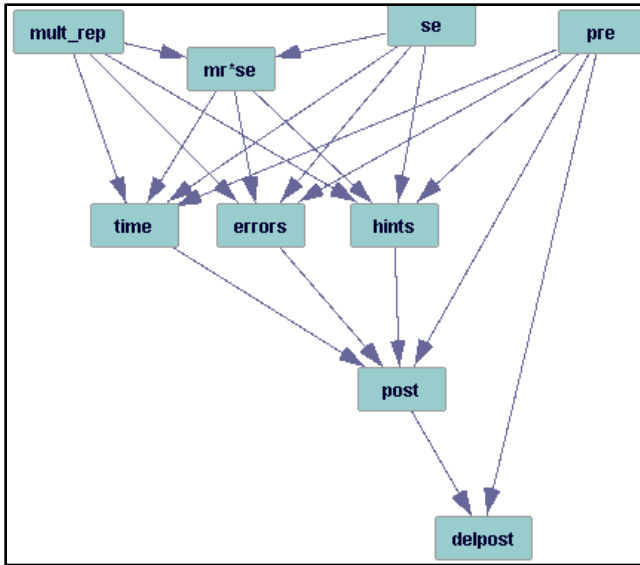 mult_rep
se
pre
mr*se
time
errors
hints
post
delpost